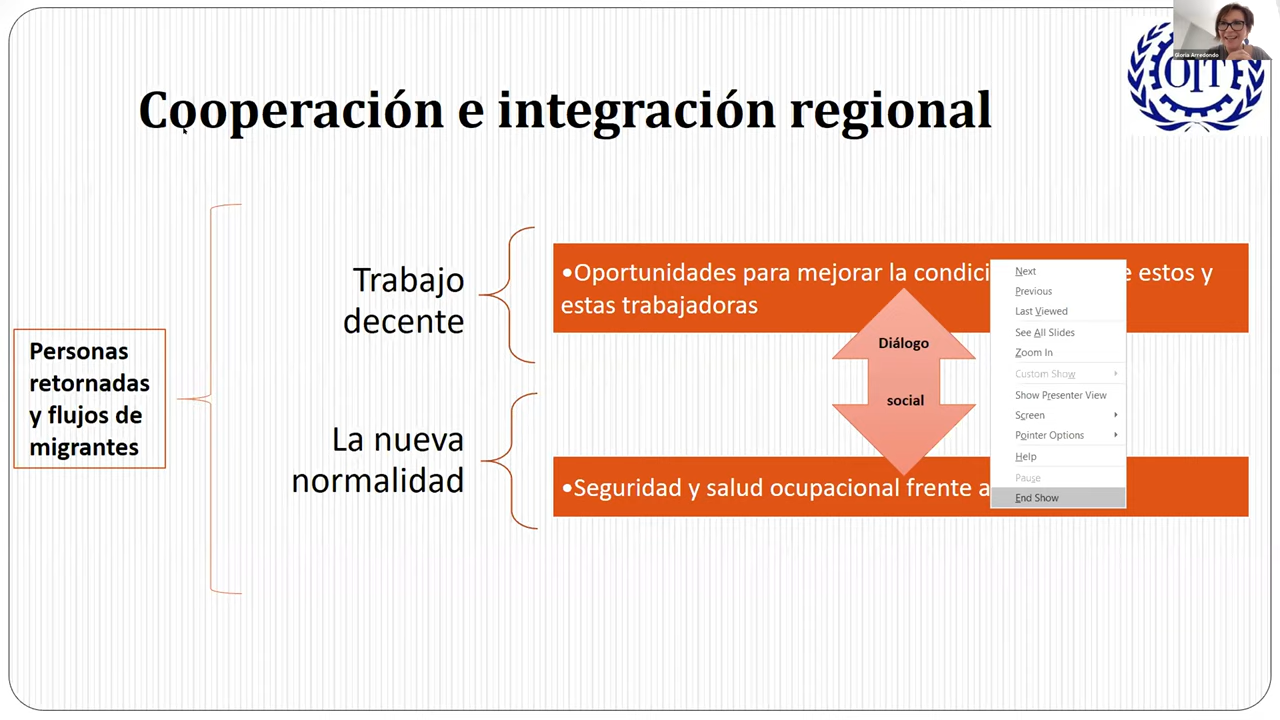 Gloria Arredondo
OIT
Cooperación e integración regional
Personas
retornadas
y flujos de
migrantes
Trabajo
decente
•Oportunidades para mejorar la condici
e estos y
estas trabajadoras
Diálogo
social
La nueva
normalidad
•Seguridad y salud ocupacional frente a
Next
Previous
Last Viewed
See All Slides
Zoom In
Custom Show
Show Presenter View
Screen
Pointer Options
Help
Pause
End Show